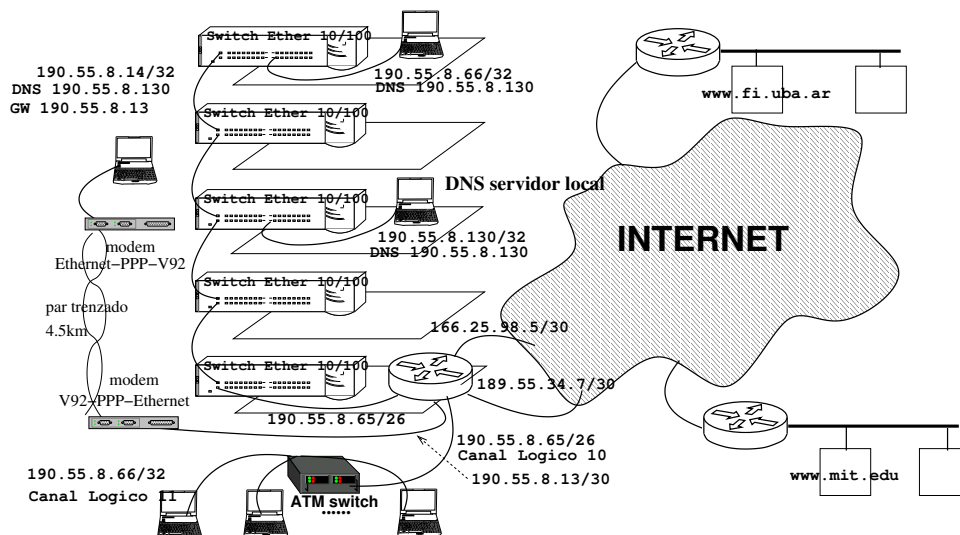 Switch Ether 10/100
190.55.8.14/32
DNS 190.55.8.130
GW 190.55.8.13
190.55.8.66/32
DNS 190.55.8.130
www.fi.uba.ar
Switch Ether 10/100
DNS servidor local
Switch Ether 10/100
190.55.8.130/32
DNS 190.55.8.130
INTERNET
modem
Ethernet-PPP-V92
Switch Ether 10/100
par trenzado
4.5km
166.25.98.5/30
Switch Ether 10/100
189.55.34.7/30
modem
V92-PPP-Ethernet
190.55.8.65/26
190.55.8.65/26
Canal Logico 10
190.55.8.13/30
190.55.8.66/32
Canal Logico 11
ATM switch
......
www.mit.edu